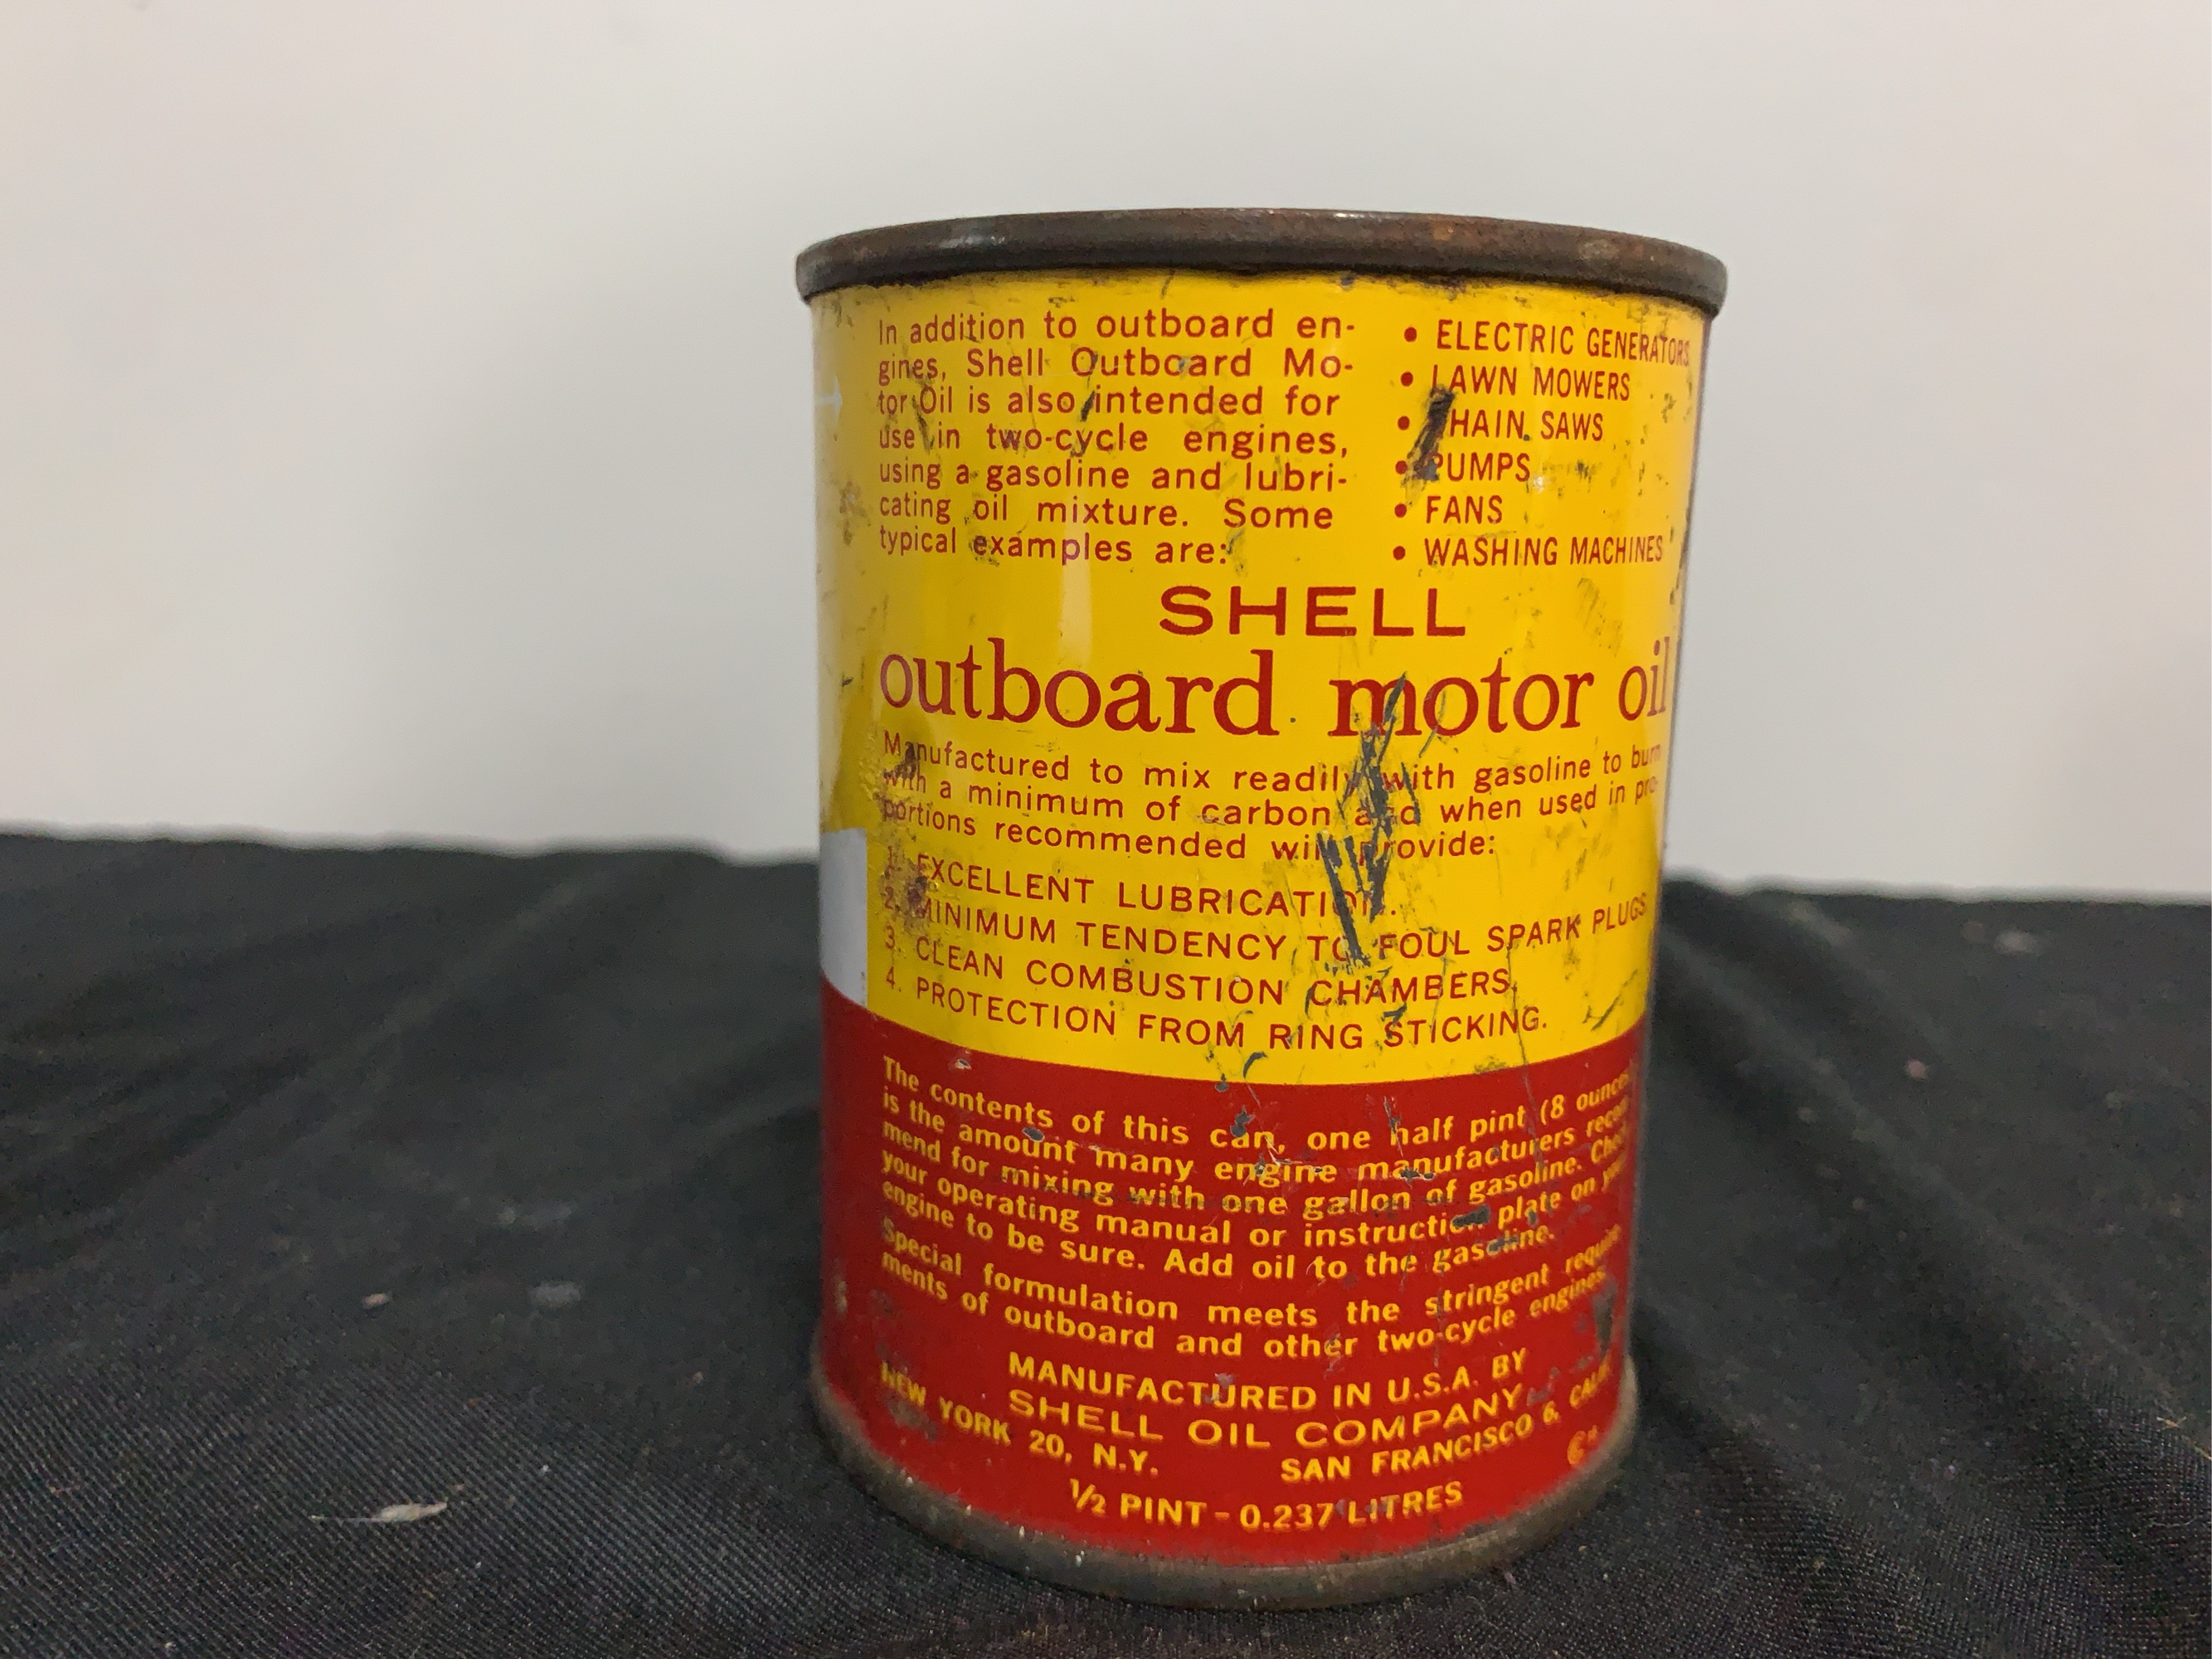 In addition to outboard en-
gines, Shell Outboard Mo-
tor Oil is also intended for
use in two-cycle engines,
using a gasoline and lubri-
cating oil mixture. Some
typical examples are:
• ELECTRIC GENERATORS
• LAWN MOWERS
• CHAIN SAWS
• PUMPS
• FANS
• WASHING MACHINES
SHELL
outboard motor oil
Manufactured to mix readily with gasoline to burn
with a minimum of carbon and when used in pro-
portions recommended will provide:
1. EXCELLENT LUBRICATION.
2. MINIMUM TENDENCY TO FOUL SPARK PLUGS
3. CLEAN COMBUSTION CHAMBERS.
4. PROTECTION FROM RING STICKING.
The contents of this can, one half pint (8 ounces
is the amount many engine manufacturers recom
mend for mixing with one gallon of gasoline. Check
your operating manual or instruction plate on your
engine to be sure. Add oil to the gasoline.
Special formulation meets the stringent require
ments of outboard and other two-cycle engines.
MANUFACTURED IN U.S.A. BY
SHELL OIL COMPANY
NEW YORK 20, N.Y. SAN FRANCISCO 6, CALIF
1/2 PINT - 0.237 LITRES